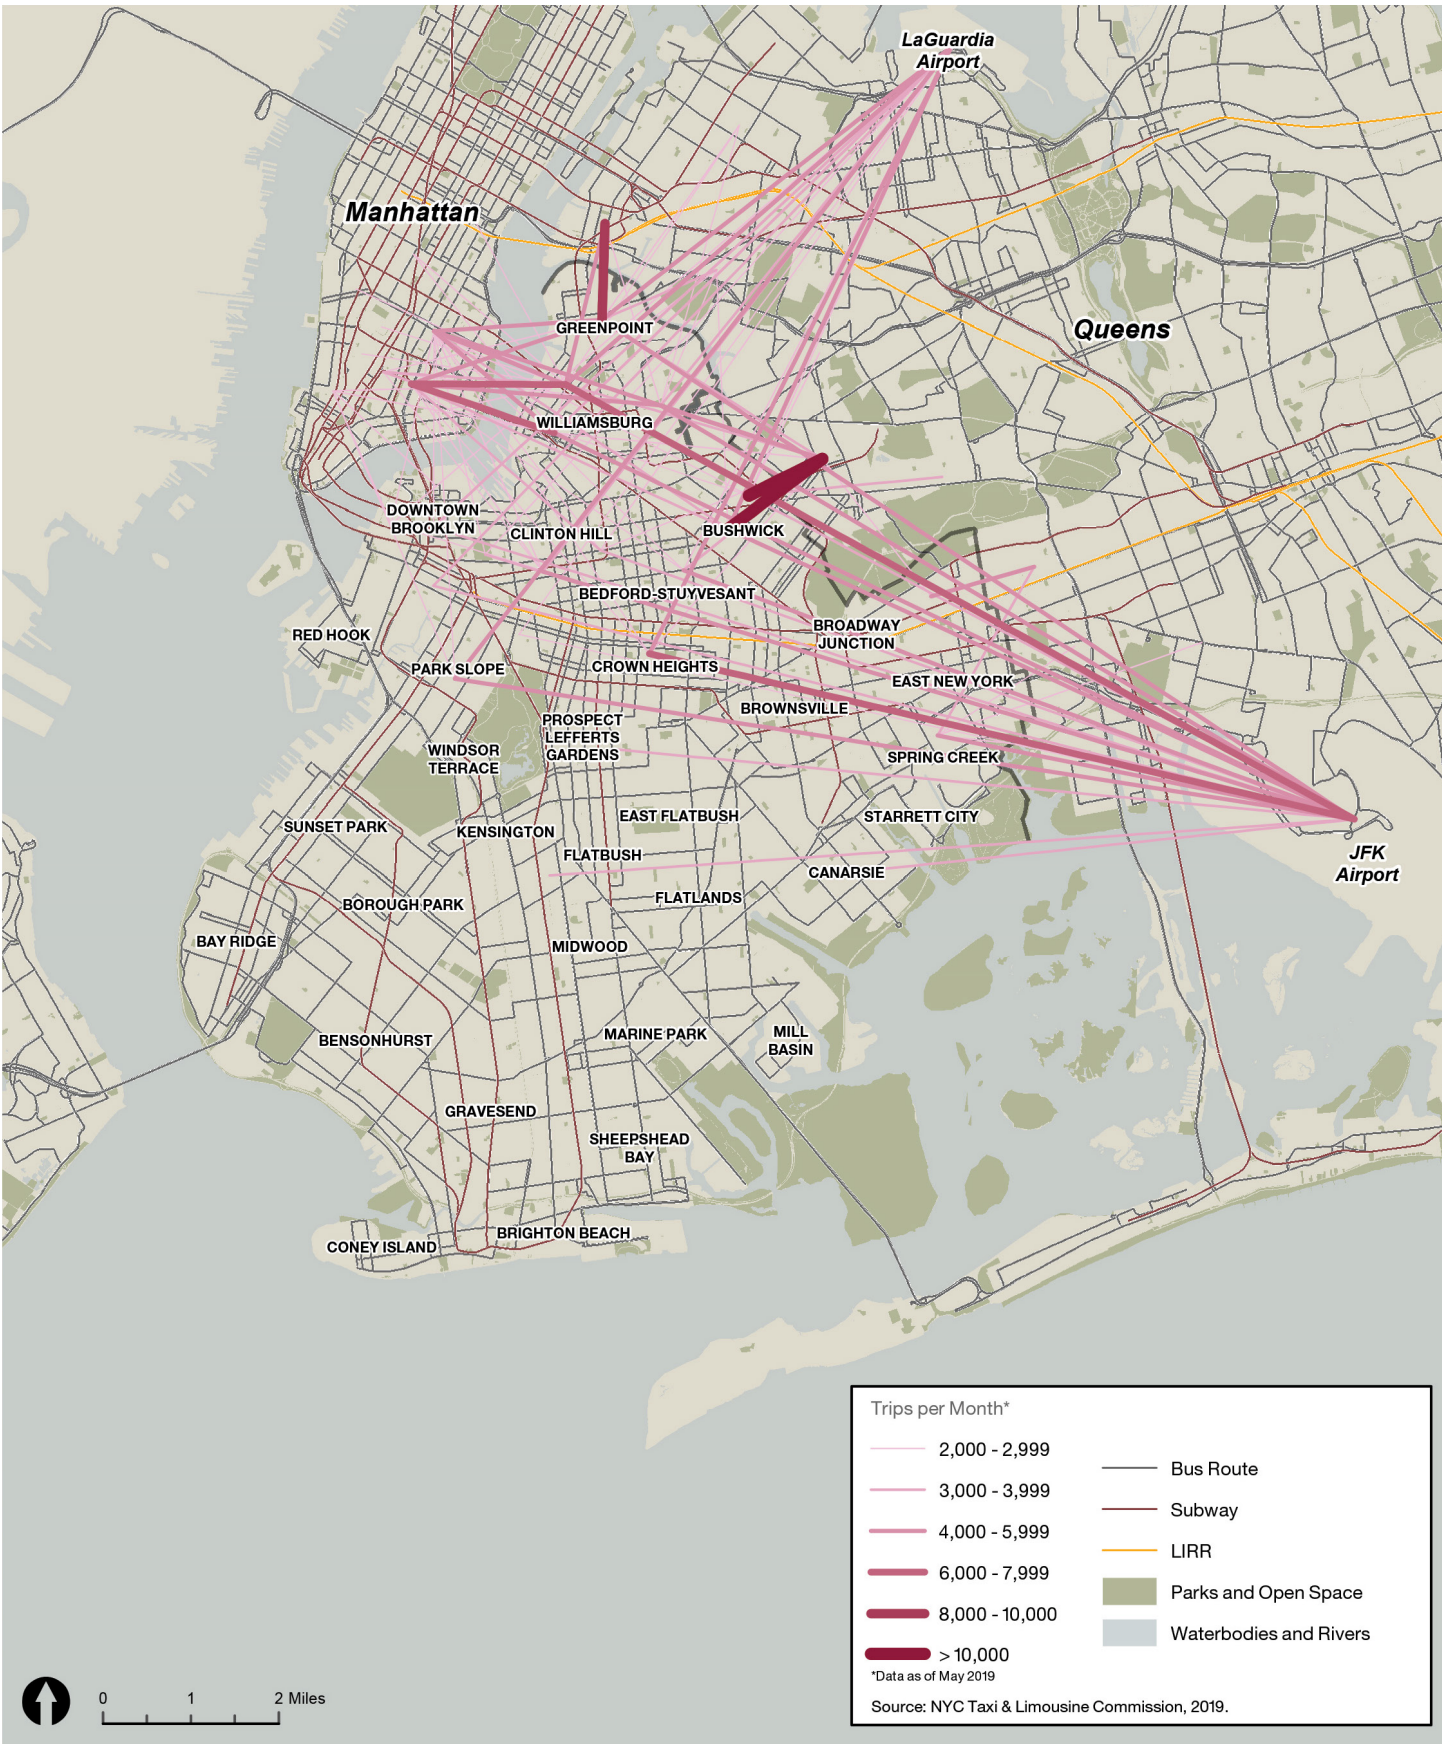 LaGuardia
Airport
Manhattan
Queens
GREENPOINT
WILLIAMSBURG
DOWNTOWN
BROOKLYN
CLINTON HILL
BUSHWICK
BEDFORD-STUYVESANT
BROADWAY
JUNCTION
RED HOOK
PARK SLOPE
CROWN HEIGHTS
EAST NEW YORK
BROWNSVILLE
PROSPECT
LEFFERTS
GARDENS
WINDSOR
TERRACE
SPRING CREEK
EAST FLATBUSH
STARRETT CITY
SUNSET PARK
KENSINGTON
FLATBUSH
CANARSIE
JFK
Airport
BOROUGH PARK
FLATLANDS
BAY RIDGE
MIDWOOD
BENSONHURST
MARINE PARK
MILL
BASIN
GRAVESEND
SHEEPSHEAD
BAY
BRIGHTON BEACH
CONEY ISLAND
Trips per Month*
2,000 - 2,999
3,000 - 3,999
4,000 - 5,999
6,000 - 7,999
8,000 - 10,000
> 10,000
Bus Route
Subway
LIRR
Parks and Open Space
Waterbodies and Rivers
*Data as of May 2019
Source: NYC Taxi & Limousine Commission, 2019.
0 1 2 Miles